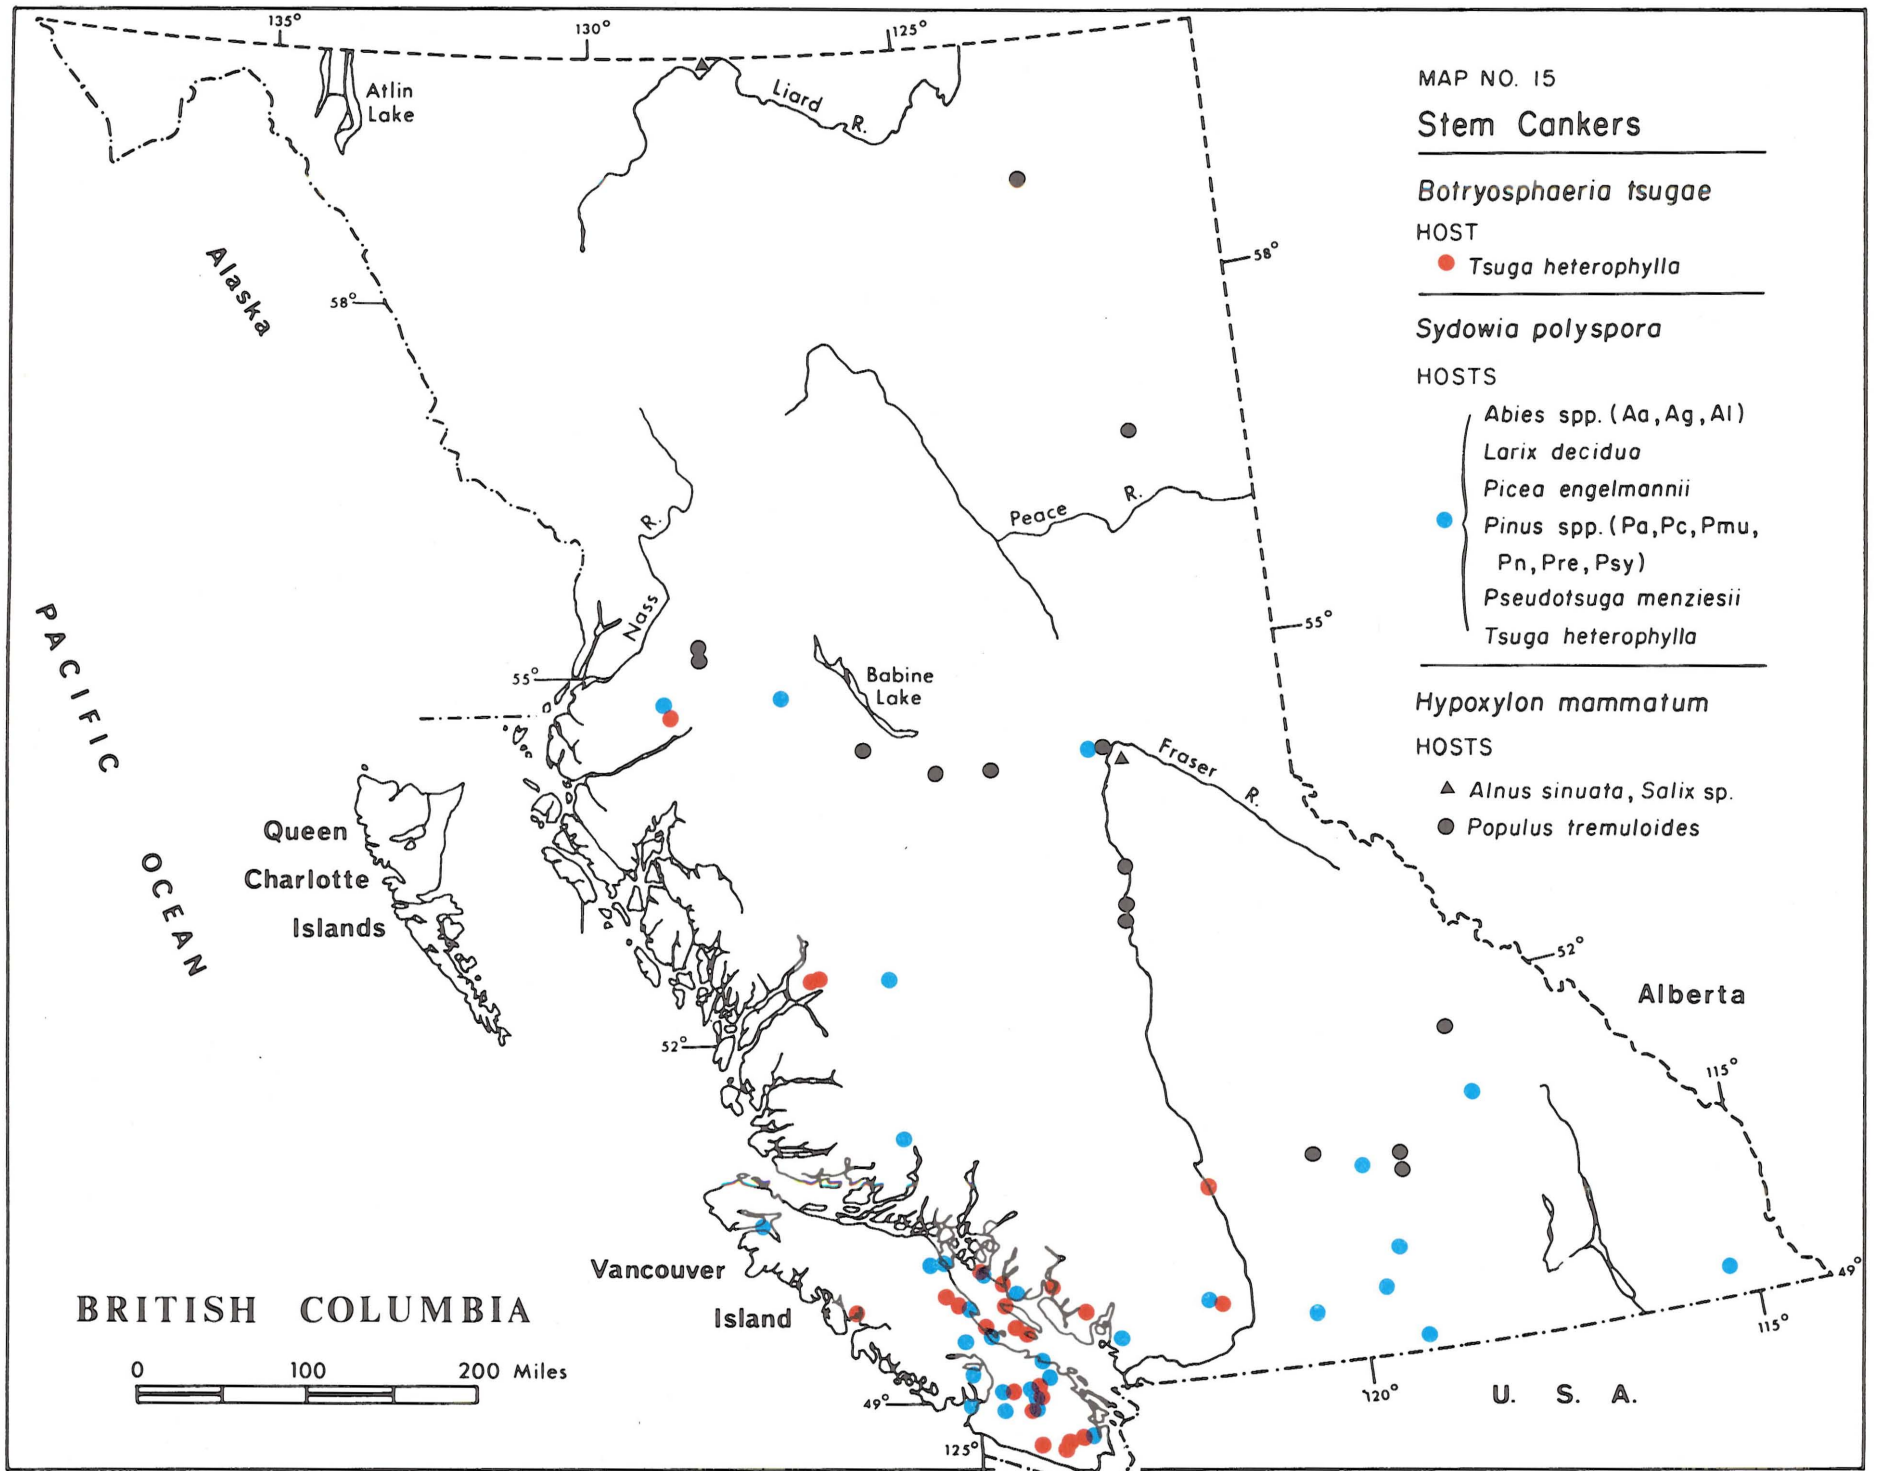 135°
130°
125°
Atlin
Lake
Liard
R.
Alaska
58°
58°
Peace
R.
Nass
R.
55°
55°
Babine
Lake
Fraser
R.
PACIFIC
OCEAN
Queen
Charlotte
Islands
52°
52°
Alberta
115°
Vancouver
Island
49°
49°
125°
120°
115°
U. S. A.
BRITISH COLUMBIA
0 100 200 Miles
MAP NO. 15
Stem Cankers
Botryosphaeria tsugae
HOST
Tsuga heterophylla
Sydowia polyspora
HOSTS
Abies spp. (Aa, Ag, Al)
Larix decidua
Picea engelmannii
Pinus spp. (Pa, Pc, Pmu,
Pn, Pre, Psy)
Pseudotsuga menziesii
Tsuga heterophylla
Hypoxylon mammatum
HOSTS
Alnus sinuata, Salix sp.
Populus tremuloides